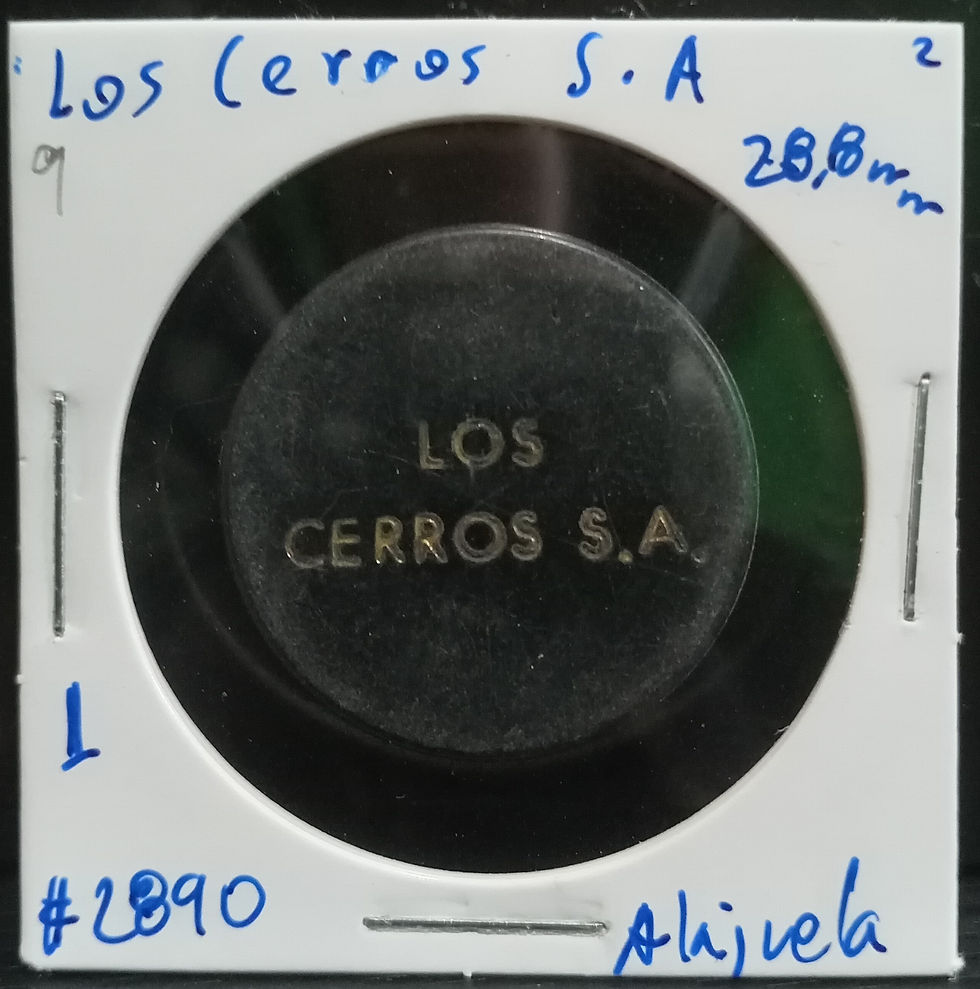 Los Cerros S.A 2
9 28,8mm
LOS
CERROS S.A.
1
#2890 Alajuela